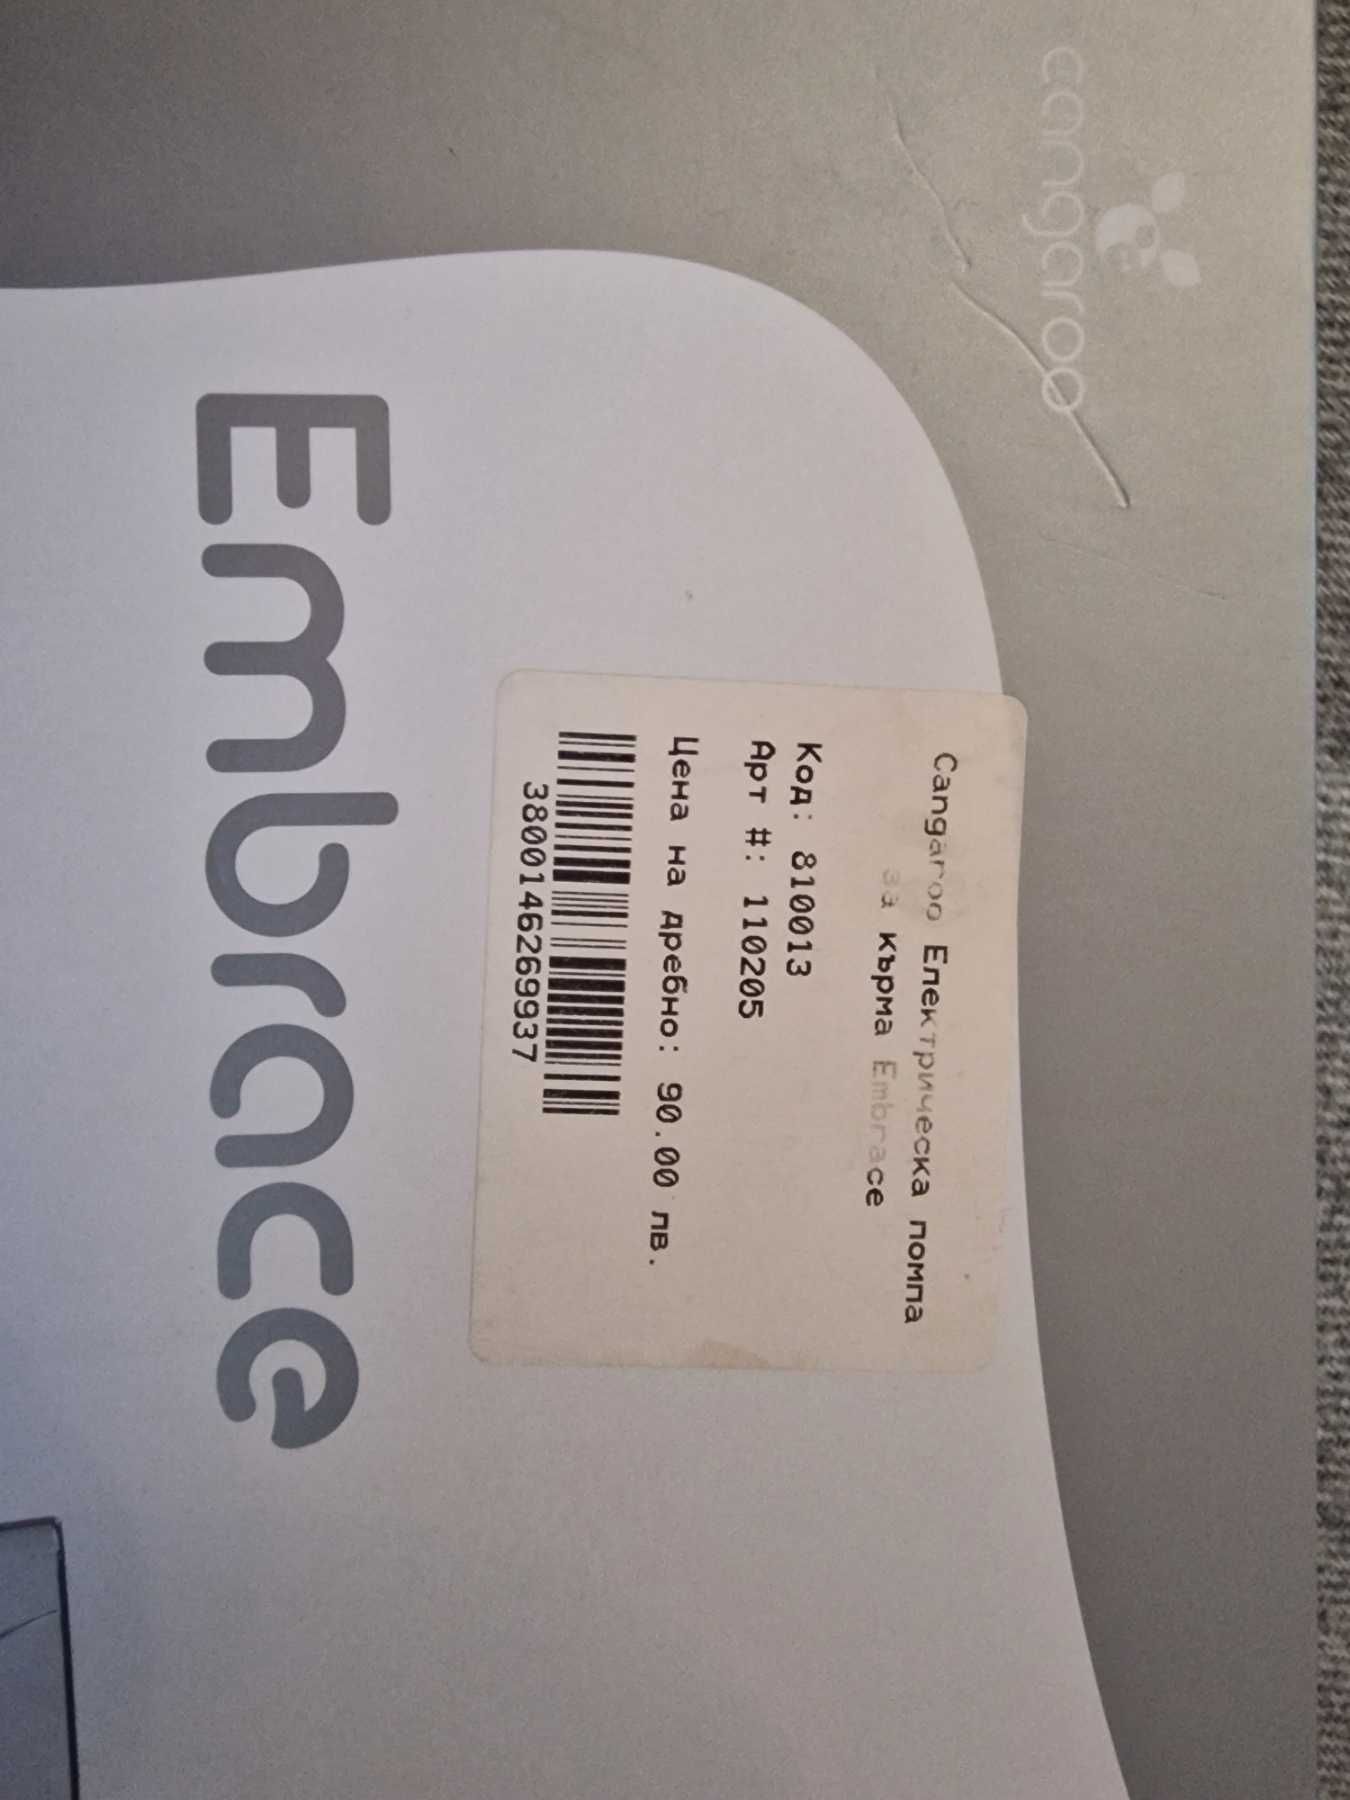 cangaroo
Embrace
Cangaroo Електрическа помпа
за кърма Embrace
Код: 810013
Арт #: 110205
Цена на дребно: 90.00 лв.
3800146269937